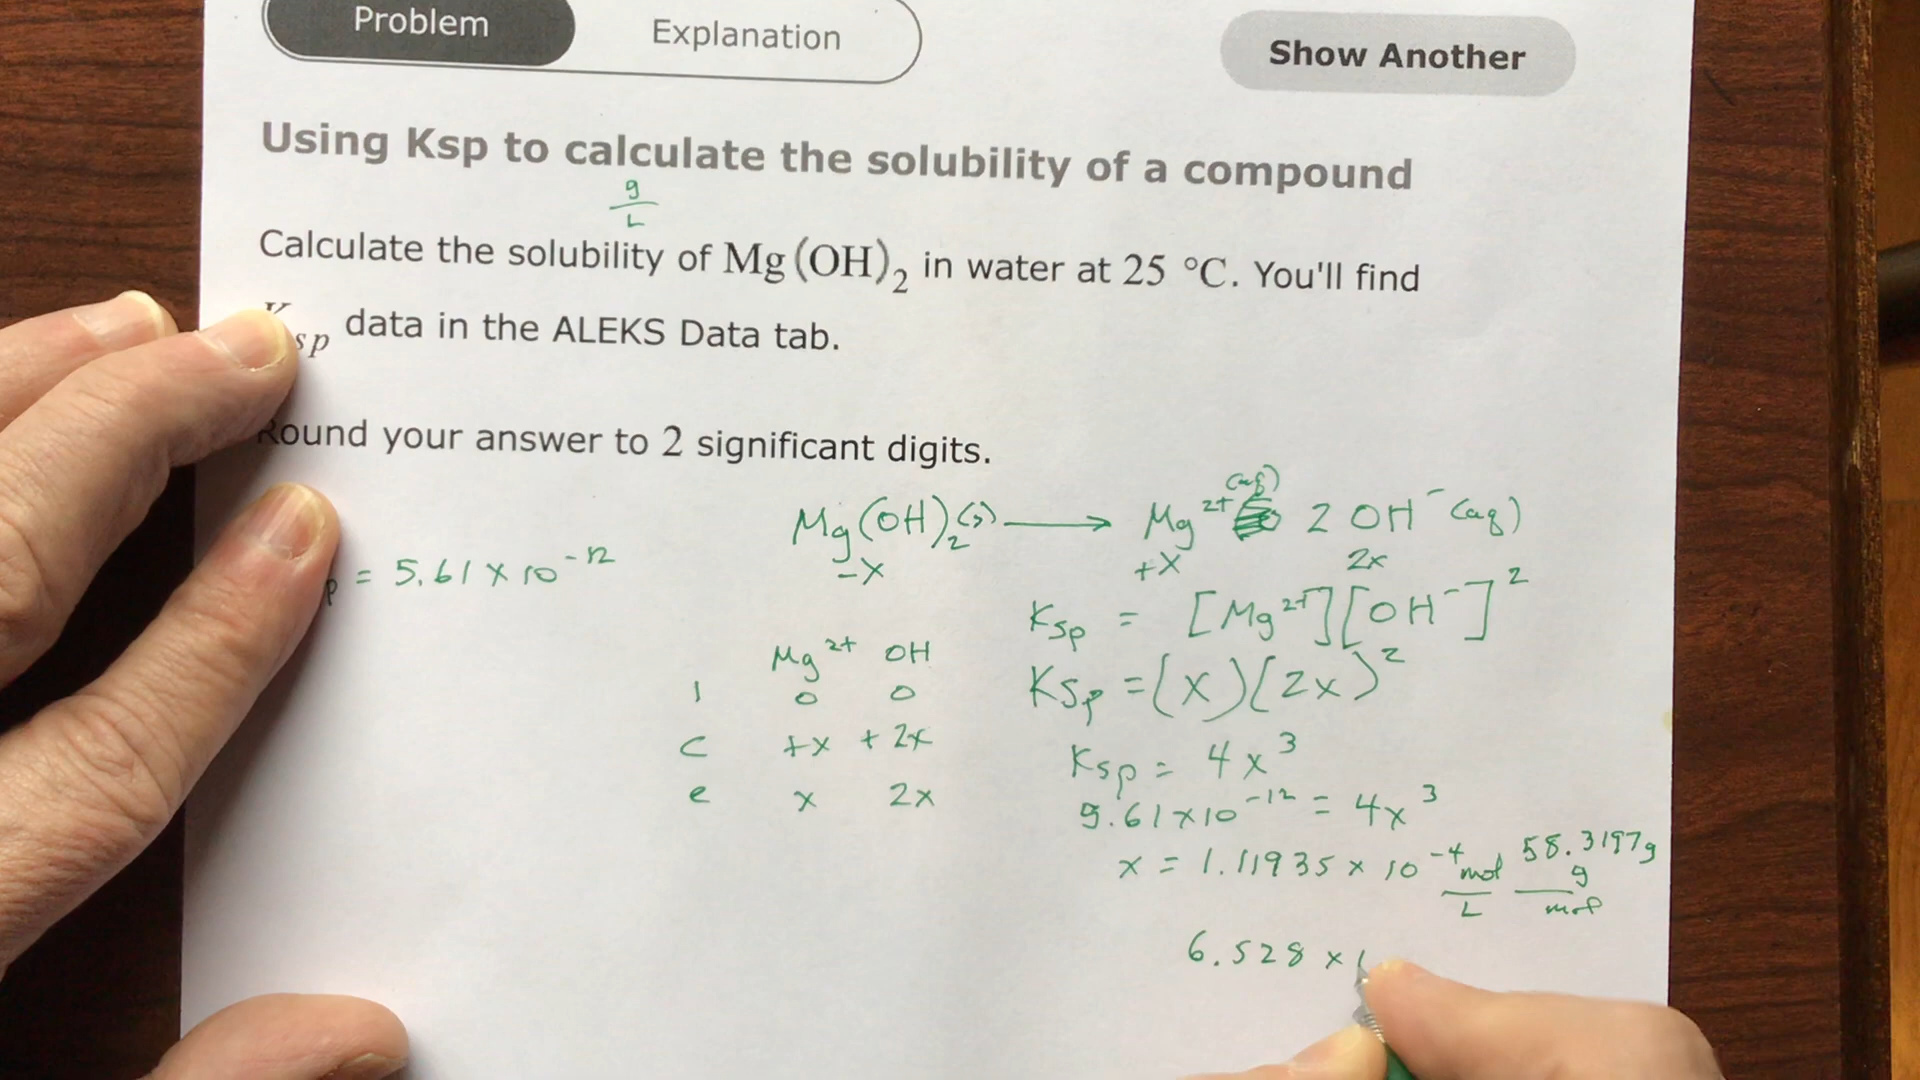 Problem Explanation Show Another
Using Ksp to calculate the solubility of a compound
g
L
Calculate the solubility of Mg(OH)₂ in water at 25 °C. You'll find
sp data in the ALEKS Data tab.
Round your answer to 2 significant digits.
(aq)
Mg(OH)₂(s) ⟶ Mg²⁺ 2 OH⁻(aq)
-x +x 2x
p = 5.61 × 10⁻¹²
Ksp = [Mg²⁺][OH⁻]²
Mg²⁺ OH
I 0 0
Ksp = (x)(2x)²
C +x + 2x
Ksp = 4x³
e x 2x
5.61×10⁻¹² = 4x³
x = 1.11935 × 10⁻⁴ mol/L 58.3197g g/mol
6.528 × 1